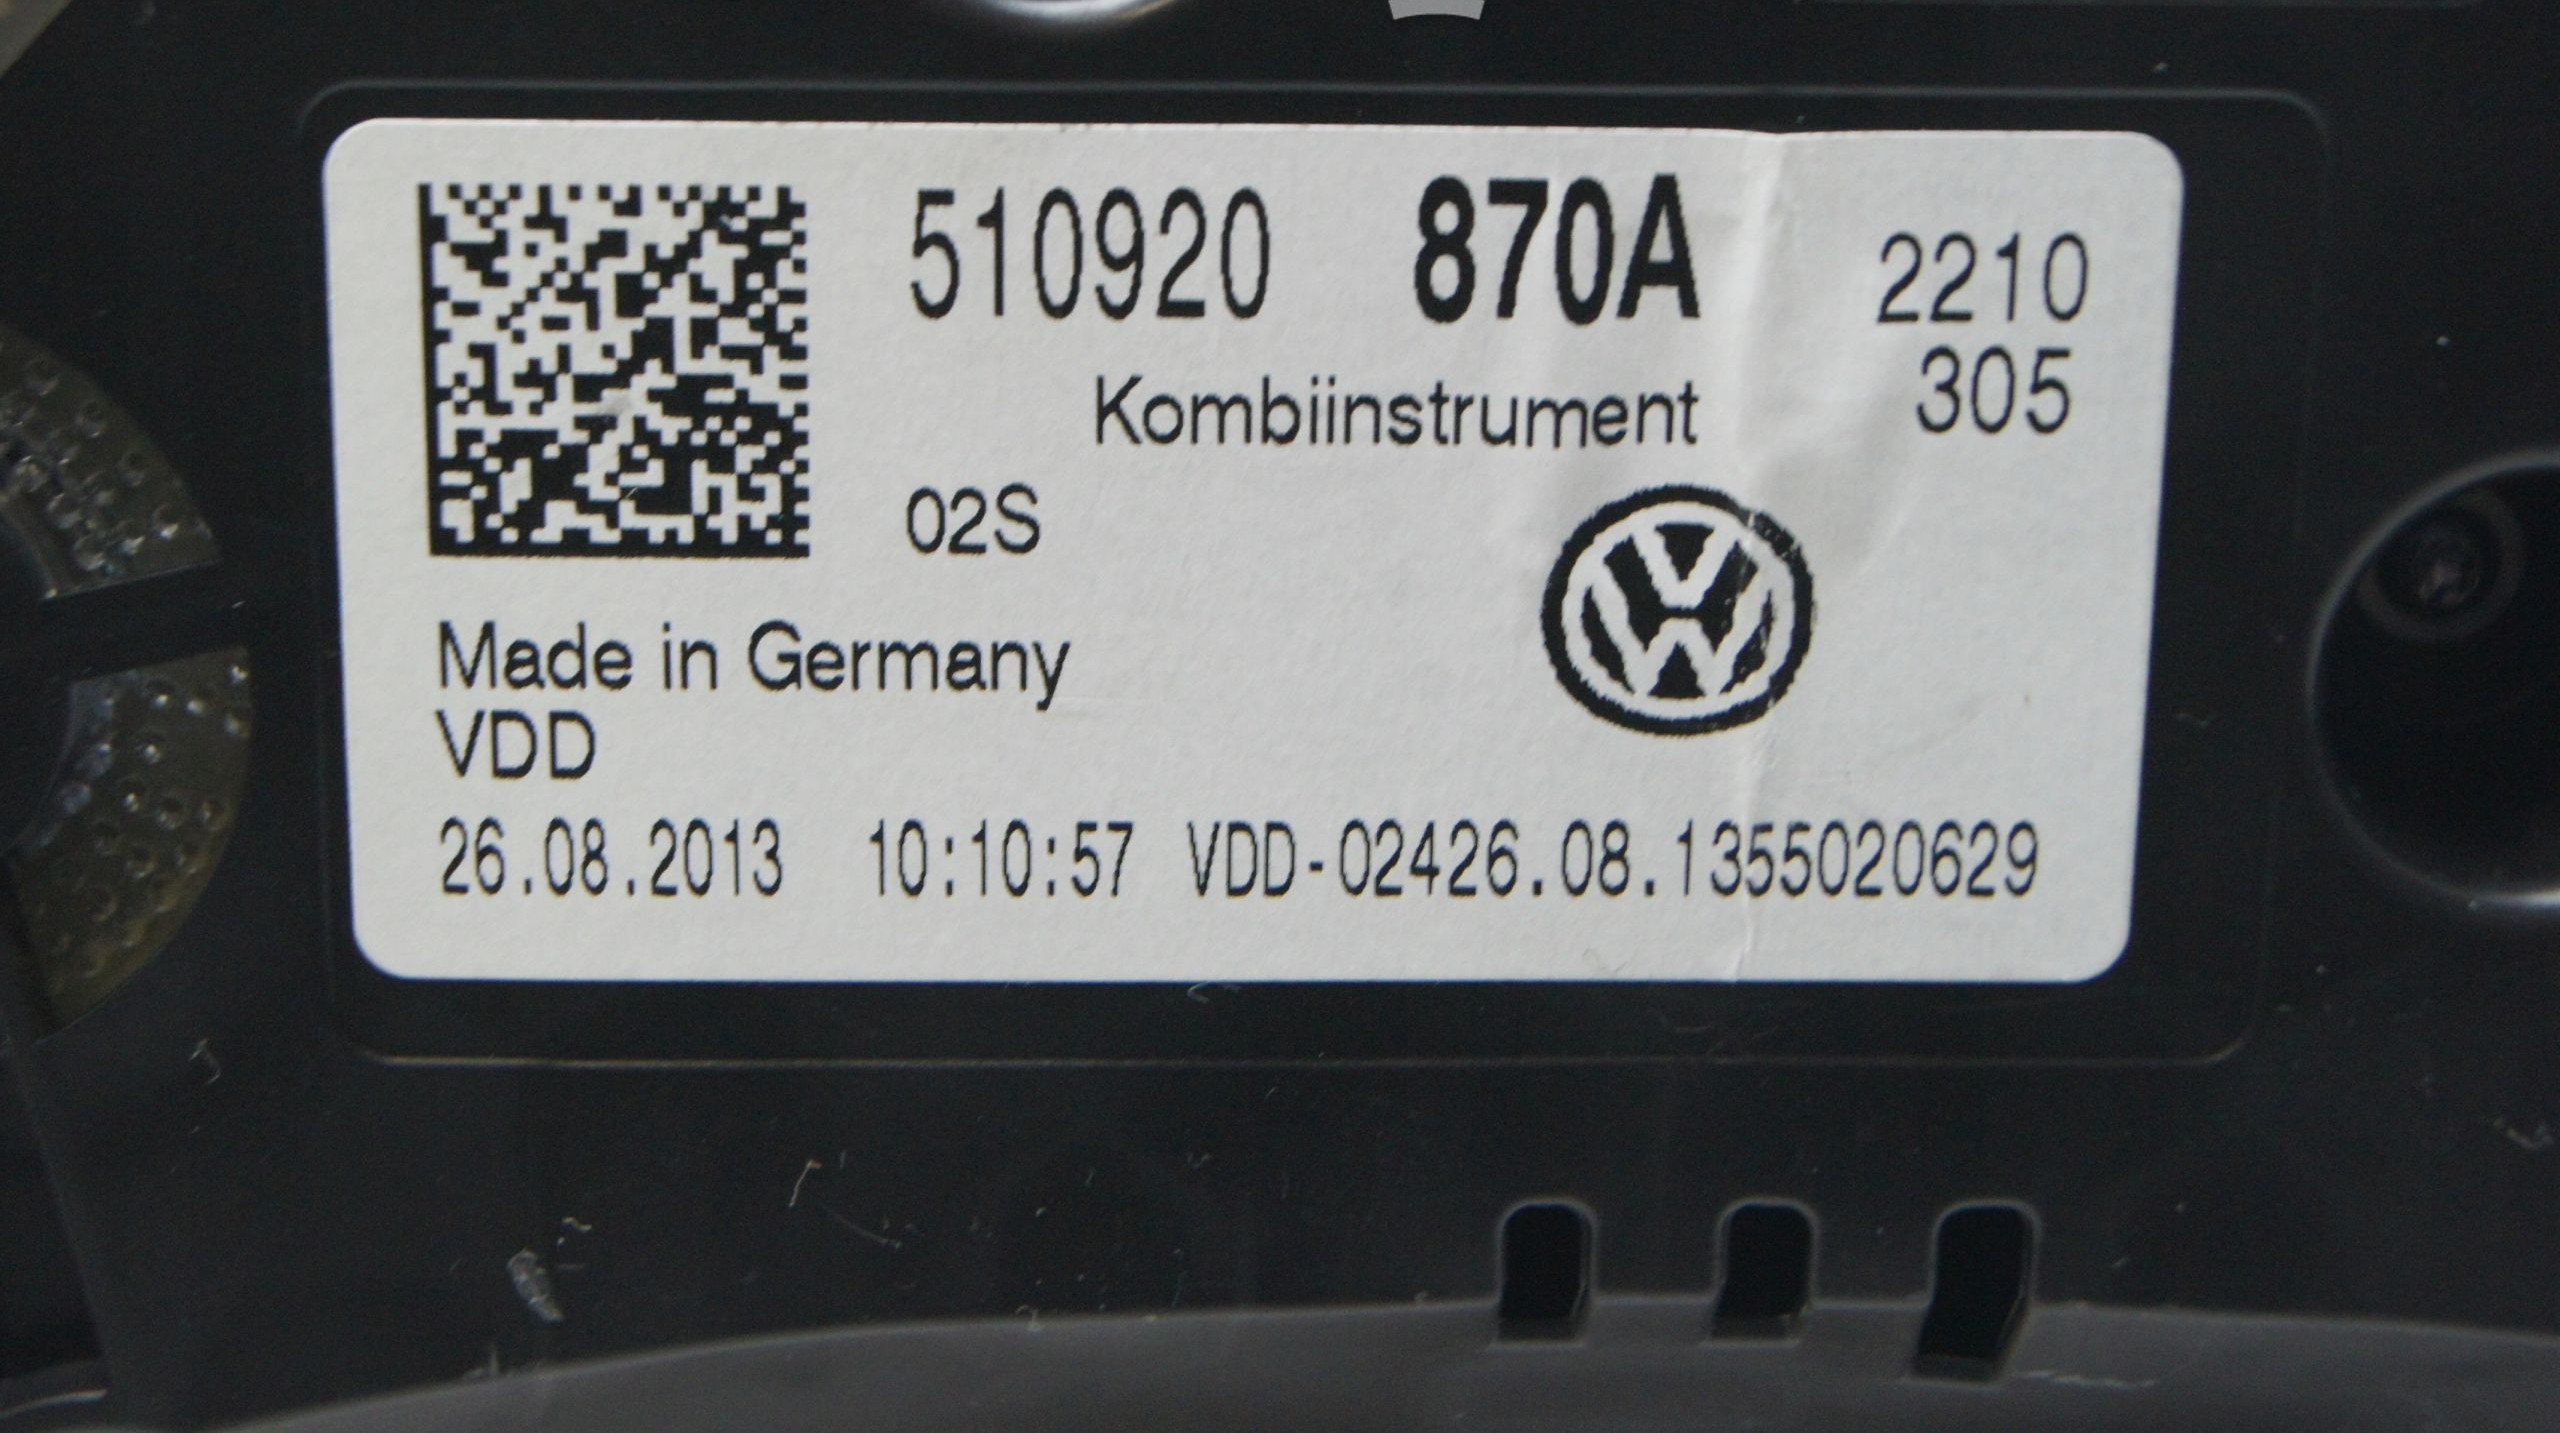 510920 870A 2210
305
Kombiinstrument
02S
VW
Made in Germany
VDD
26.08.2013 10:10:57 VDD-02426.08.1355020629